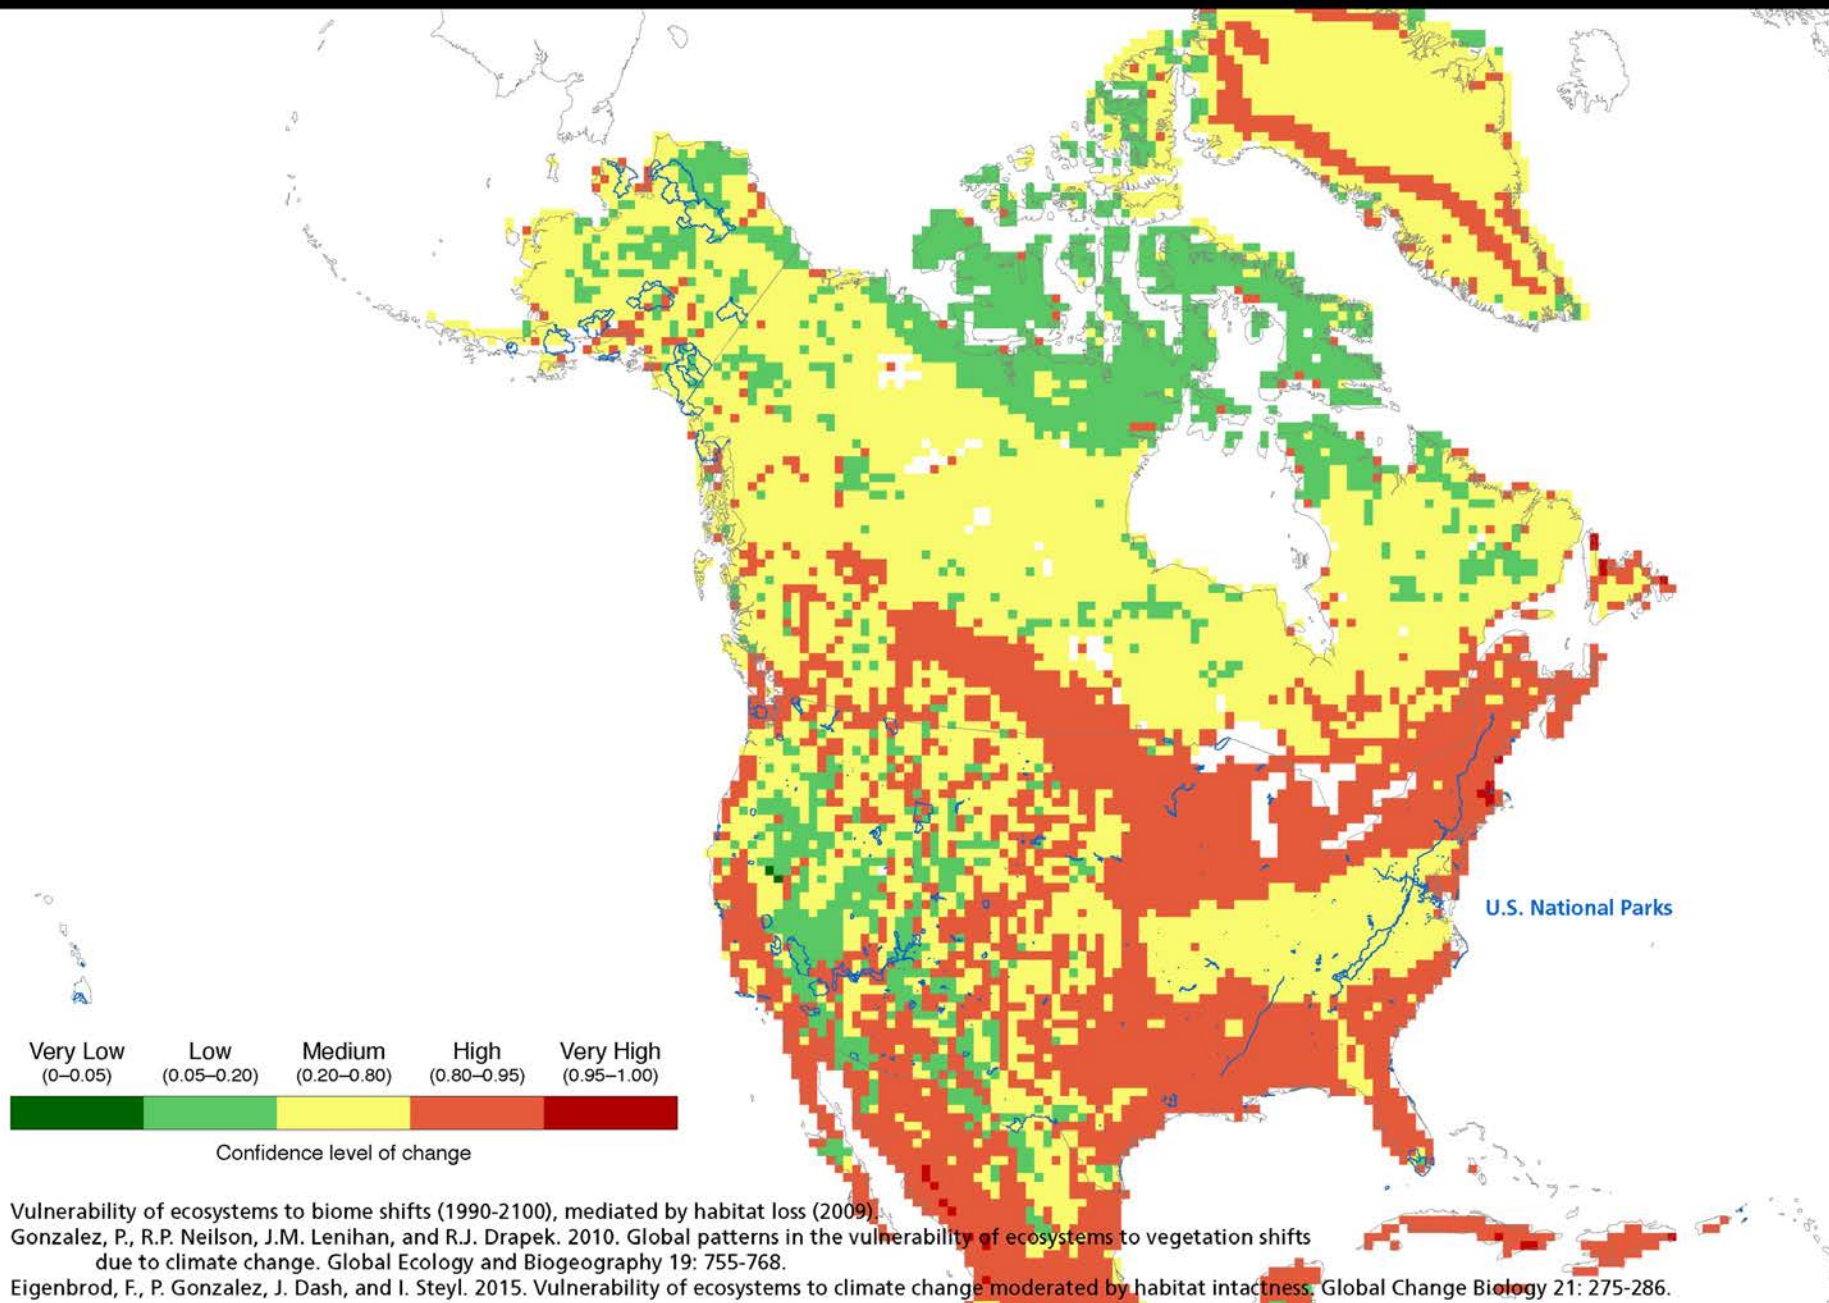 U.S. National Parks
Very Low Low Medium High Very High
(0–0.05) (0.05–0.20) (0.20–0.80) (0.80–0.95) (0.95–1.00)
Confidence level of change
Vulnerability of ecosystems to biome shifts (1990-2100), mediated by habitat loss (2009).
Gonzalez, P., R.P. Neilson, J.M. Lenihan, and R.J. Drapek. 2010. Global patterns in the vulnerability of ecosystems to vegetation shifts
due to climate change. Global Ecology and Biogeography 19: 755-768.
Eigenbrod, F., P. Gonzalez, J. Dash, and I. Steyl. 2015. Vulnerability of ecosystems to climate change moderated by habitat intactness. Global Change Biology 21: 275-286.